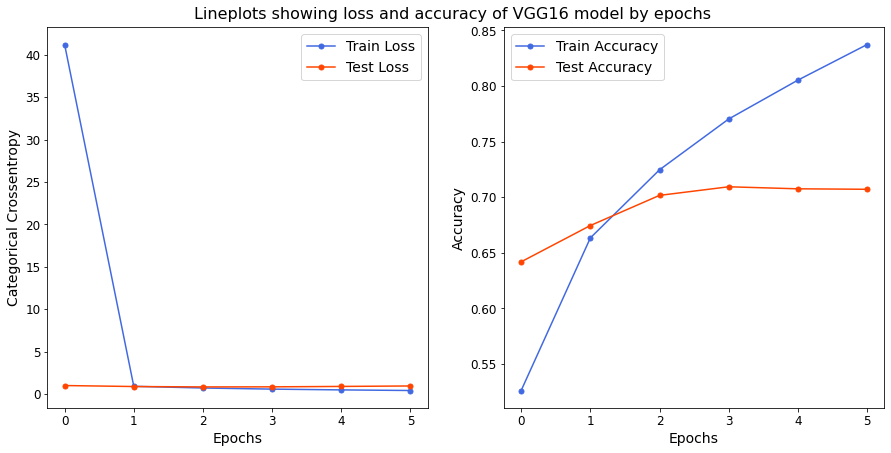 Lineplots showing loss and accuracy of VGG16 model by epochs
Categorical Crossentropy
40
35
30
25
20
15
10
5
0
Train Loss
Test Loss
0 1 2 3 4 5
Epochs
Accuracy
0.85
0.80
0.75
0.70
0.65
0.60
0.55
Train Accuracy
Test Accuracy
0 1 2 3 4 5
Epochs